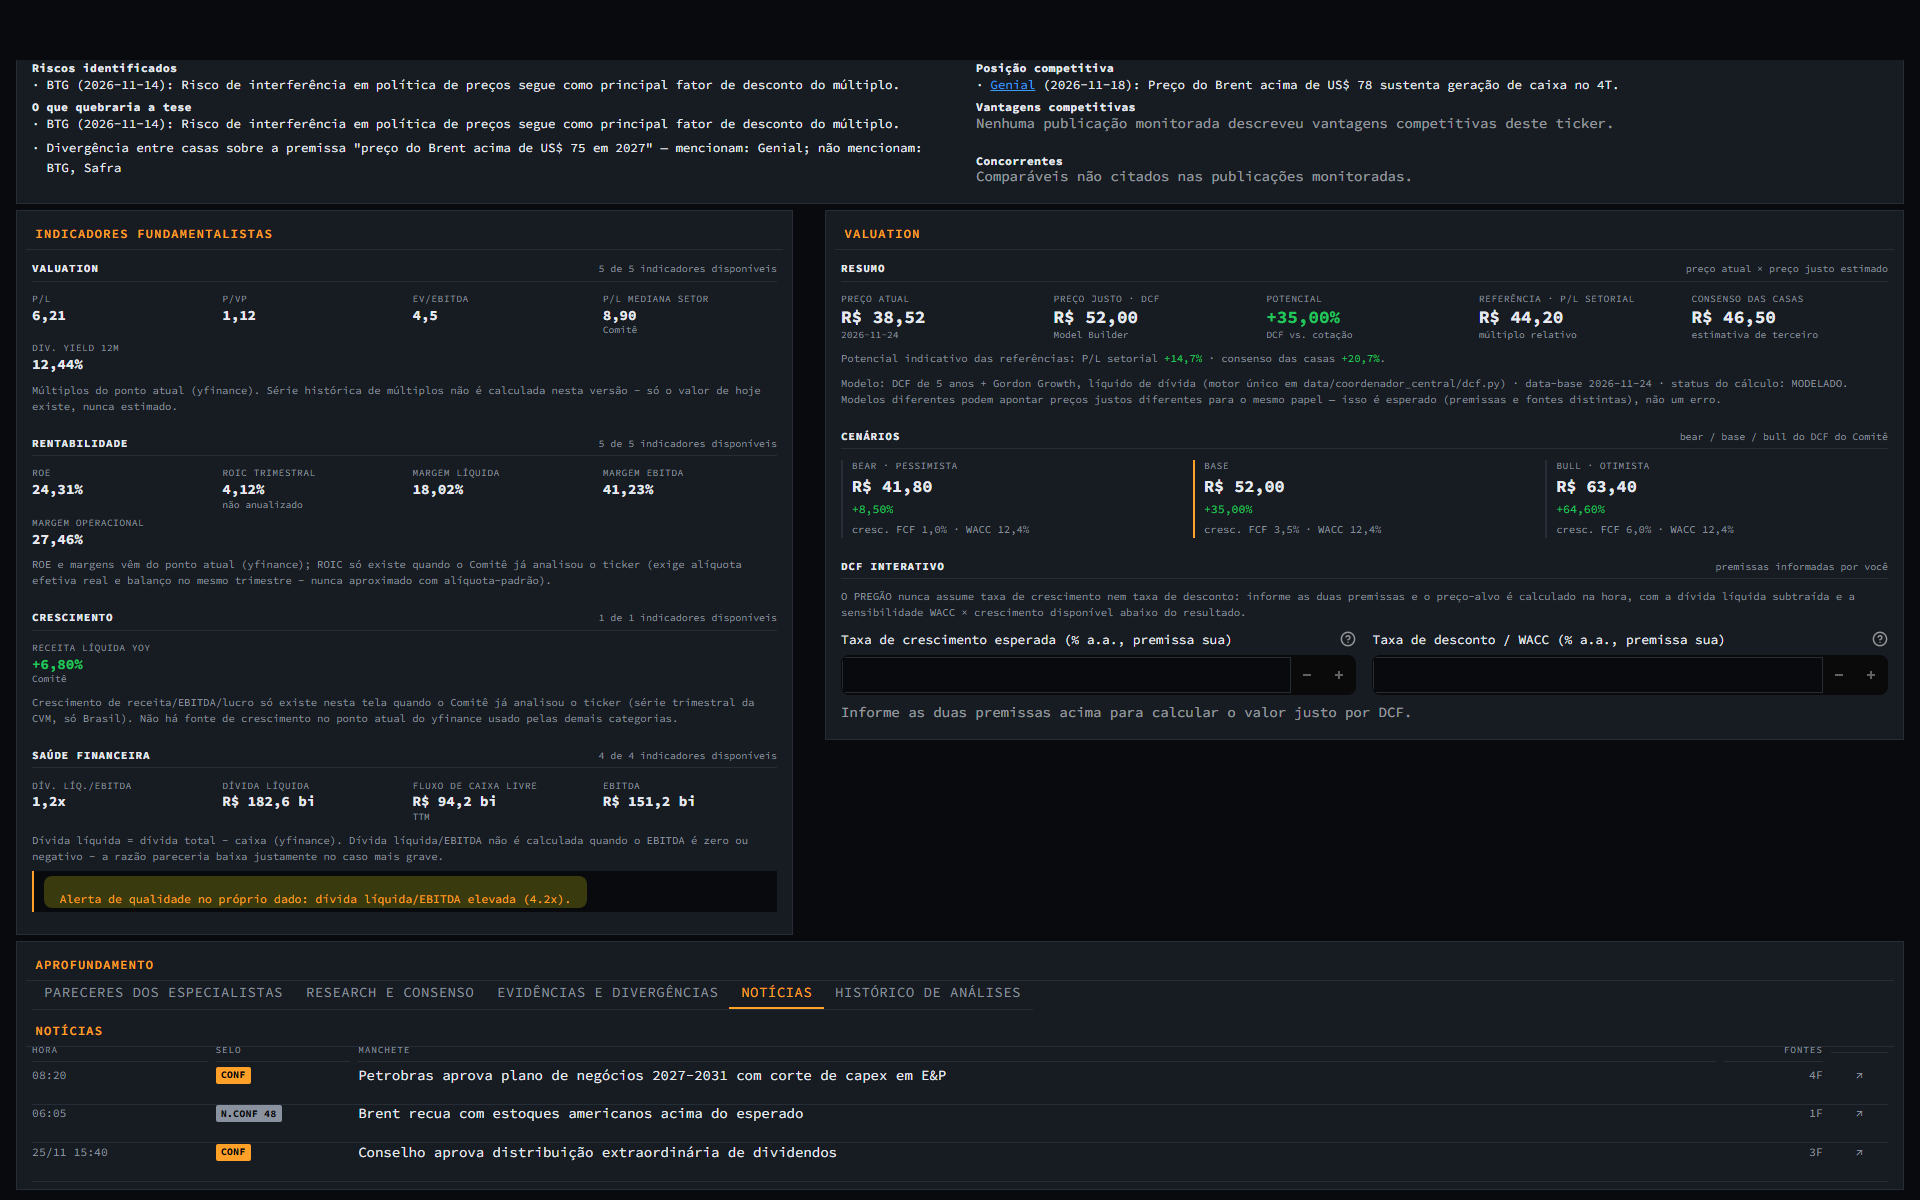 Riscos identificados
· BTG (2026-11-14): Risco de interferência em política de preços segue como principal fator de desconto do múltiplo.
O que quebraria a tese
· BTG (2026-11-14): Risco de interferência em política de preços segue como principal fator de desconto do múltiplo.
· Divergência entre casas sobre a premissa "preço do Brent acima de US$ 75 em 2027" — mencionam: Genial; não mencionam:
BTG, Safra
Posição competitiva
· Genial (2026-11-18): Preço do Brent acima de US$ 78 sustenta geração de caixa no 4T.
Vantagens competitivas
Nenhuma publicação monitorada descreveu vantagens competitivas deste ticker.
Concorrentes
Comparáveis não citados nas publicações monitoradas.
INDICADORES FUNDAMENTALISTAS
VALUATION 5 de 5 indicadores disponíveis
P/L P/VP EV/EBITDA P/L MEDIANA SETOR
6,21 1,12 4,5 8,90
Comitê
DIV. YIELD 12M
12,44%
Múltiplos do ponto atual (yfinance). Série histórica de múltiplos não é calculada nesta versão — só o valor de hoje
existe, nunca estimado.
RENTABILIDADE 5 de 5 indicadores disponíveis
ROE ROIC TRIMESTRAL MARGEM LÍQUIDA MARGEM EBITDA
24,31% 4,12% 18,02% 41,23%
não anualizado
MARGEM OPERACIONAL
27,46%
ROE e margens vêm do ponto atual (yfinance); ROIC só existe quando o Comitê já analisou o ticker (exige alíquota
efetiva real e balanço no mesmo trimestre — nunca aproximado com alíquota-padrão).
CRESCIMENTO 1 de 1 indicadores disponíveis
RECEITA LÍQUIDA YOY
+6,80%
Comitê
Crescimento de receita/EBITDA/lucro só existe nesta tela quando o Comitê já analisou o ticker (série trimestral da
CVM, só Brasil). Não há fonte de crescimento no ponto atual do yfinance usado pelas demais categorias.
SAÚDE FINANCEIRA 4 de 4 indicadores disponíveis
DÍV. LÍQ./EBITDA DÍVIDA LÍQUIDA FLUXO DE CAIXA LIVRE EBITDA
1,2x R$ 182,6 bi R$ 94,2 bi R$ 151,2 bi
TTM
Dívida líquida = dívida total − caixa (yfinance). Dívida líquida/EBITDA não é calculada quando o EBITDA é zero ou
negativo — a razão pareceria baixa justamente no caso mais grave.
Alerta de qualidade no próprio dado: dívida líquida/EBITDA elevada (4.2x).
VALUATION
RESUMO preço atual × preço justo estimado
PREÇO ATUAL PREÇO JUSTO · DCF POTENCIAL REFERÊNCIA · P/L SETORIAL CONSENSO DAS CASAS
R$ 38,52 R$ 52,00 +35,00% R$ 44,20 R$ 46,50
2026-11-24 Model Builder DCF vs. cotação múltiplo relativo estimativa de terceiro
Potencial indicativo das referências: P/L setorial +14,7% · consenso das casas +20,7%.
Modelo: DCF de 5 anos + Gordon Growth, líquido de dívida (motor único em data/coordenador_central/dcf.py) · data-base 2026-11-24 · status do cálculo: MODELADO.
Modelos diferentes podem apontar preços justos diferentes para o mesmo papel — isso é esperado (premissas e fontes distintas), não um erro.
CENÁRIOS bear / base / bull do DCF do Comitê
BEAR · PESSIMISTA BASE BULL · OTIMISTA
R$ 41,80 R$ 52,00 R$ 63,40
+8,50% +35,00% +64,60%
cresc. FCF 1,0% · WACC 12,4% cresc. FCF 3,5% · WACC 12,4% cresc. FCF 6,0% · WACC 12,4%
DCF INTERATIVO premissas informadas por você
O PREGÃO nunca assume taxa de crescimento nem taxa de desconto: informe as duas premissas e o preço-alvo é calculado na hora, com a dívida líquida subtraída e a
sensibilidade WACC × crescimento disponível abaixo do resultado.
Taxa de crescimento esperada (% a.a., premissa sua) ? Taxa de desconto / WACC (% a.a., premissa sua) ?
− + − +
Informe as duas premissas acima para calcular o valor justo por DCF.
APROFUNDAMENTO
PARECERES DOS ESPECIALISTAS RESEARCH E CONSENSO EVIDÊNCIAS E DIVERGÊNCIAS NOTÍCIAS HISTÓRICO DE ANÁLISES
NOTÍCIAS
HORA SELO MANCHETE FONTES
08:20 CONF Petrobras aprova plano de negócios 2027-2031 com corte de capex em E&P 4F ↗
06:05 N.CONF 48 Brent recua com estoques americanos acima do esperado 1F ↗
25/11 15:40 CONF Conselho aprova distribuição extraordinária de dividendos 3F ↗